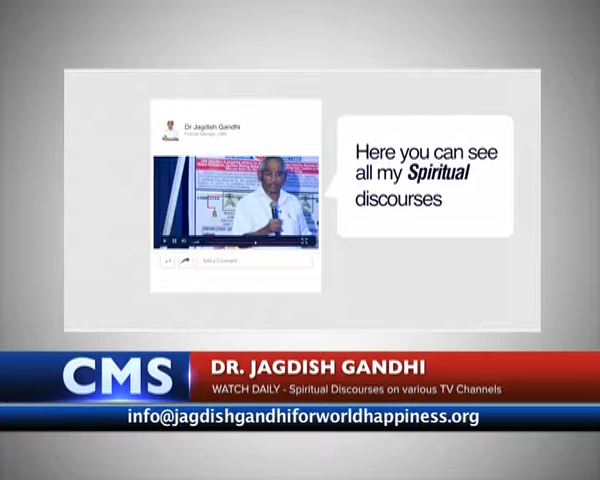 Dr Jagdish Gandhi
Here you can see
all my Spiritual
discourses
Add a Comment
CMS
DR. JAGDISH GANDHI
WATCH DAILY - Spiritual Discourses on various TV Channels
info@jagdishgandhiforworldhappiness.org